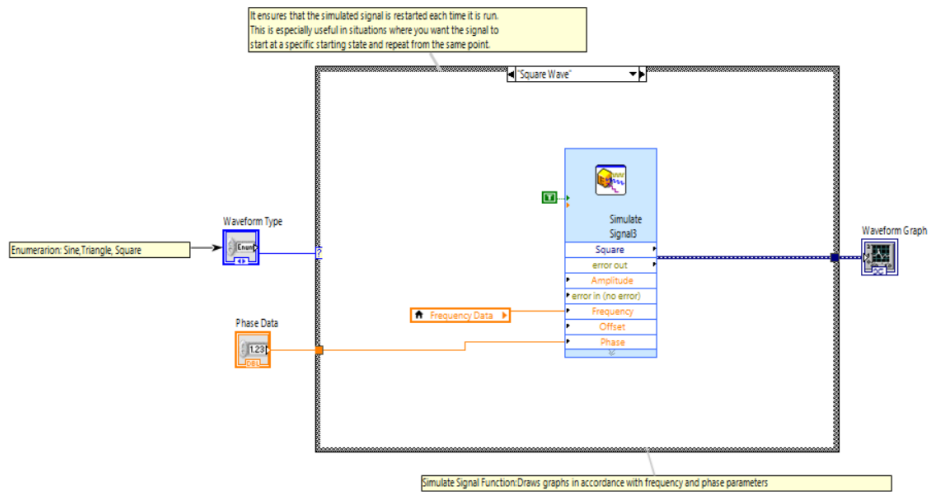 It ensures that the simulated signal is restarted each time it is run.
This is especially useful in situations where you want the signal to
start at a specific starting state and repeat from the same point.
"Square Wave"
T
Simulate
Signal3
Waveform Type
Enum
Waveform Graph
Enumerarion: Sine,Triangle, Square
?
Square
error out
Amplitude
error in (no error)
Phase Data
Frequency Data
Frequency
Offset
1.23
DBL
Phase
Simulate Signal Function:Draws graphs in accordance with frequency and phase parameters